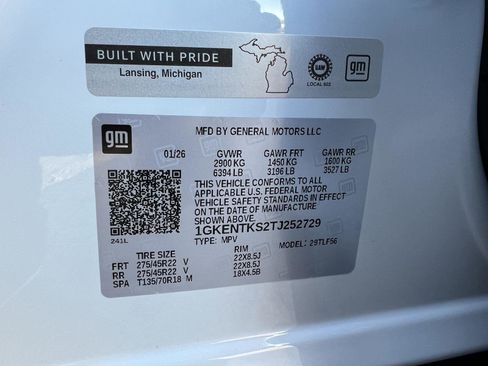 BUILT WITH PRIDE
Lansing, Michigan
UAW
LOCAL 602
gm
gm
MFD BY GENERAL MOTORS LLC
01/26 GVWR GAWR FRT GAWR RR
2900 KG 1450 KG 1600 KG
6394 LB 3196 LB 3527 LB
THIS VEHICLE CONFORMS TO ALL
APPLICABLE U.S. FEDERAL MOTOR
VEHICLE SAFETY STANDARDS IN EFFECT
ON THE DATE OF MANUFACTURE
SHOWN ABOVE.
1GKENTKS2TJ252729
TYPE: MPV MODEL: 29TLF56
241L
TIRE SIZE RIM
FRT 275/45R22 V 22X8.5J
RR 275/45R22 V 22X8.5J
SPA T135/70R18 M 18X4.5B